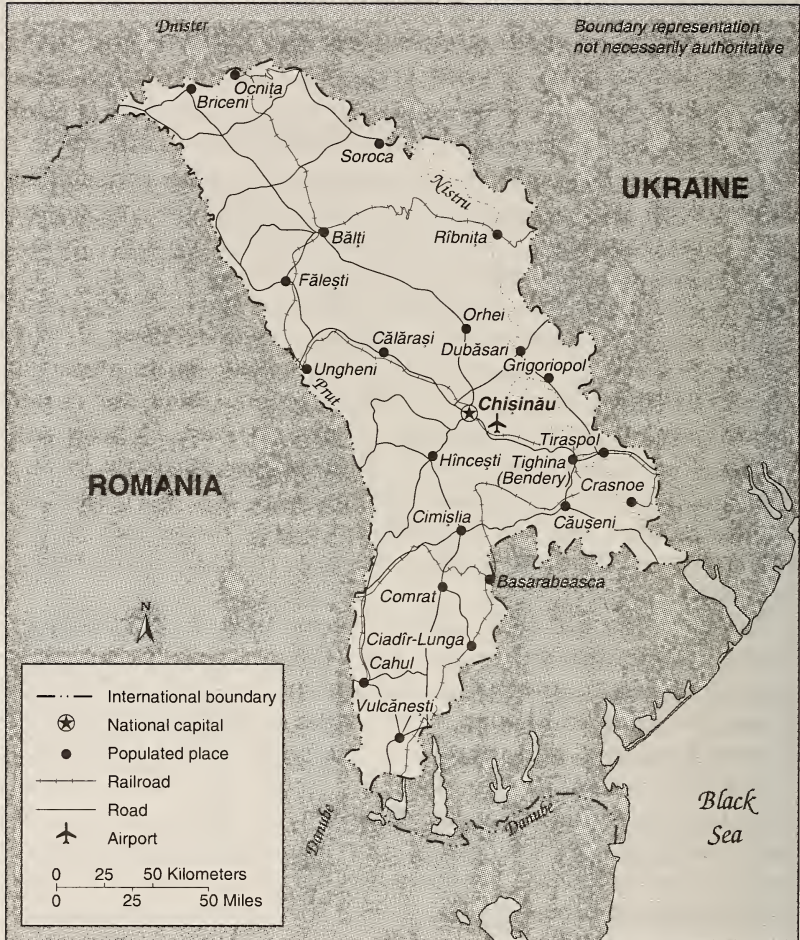 Dnister
Boundary representation
not necessarily authoritative
Ocnița
Briceni
Soroca
Nistru
UKRAINE
Bălți
Rîbnița
Fălești
Orhei
Călărași
Dubăsari
Grigoriopol
Ungheni
Prut
Chișinău
Tiraspol
ROMANIA
Hîncești
Tighina
(Bendery)
Crasnoe
Cimișlia
Căușeni
Basarabeasca
Comrat
N
Ciadîr-Lunga
Cahul
Vulcănești
International boundary
National capital
Populated place
Railroad
Road
Airport
0 25 50 Kilometers
0 25 50 Miles
Danube
Danube
Black
Sea